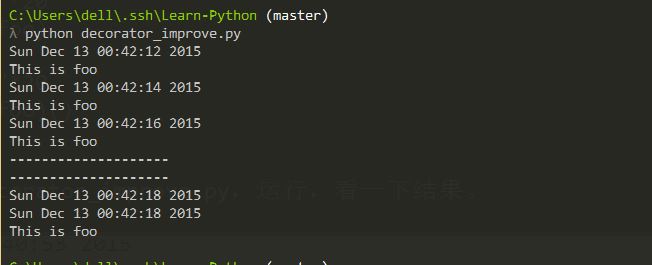 C:\Users\dell\.ssh\Learn-Python (master)
λ python decorator_improve.py
Sun Dec 13 00:42:12 2015
This is foo
Sun Dec 13 00:42:14 2015
This is foo
Sun Dec 13 00:42:16 2015
This is foo
--------------------
--------------------
Sun Dec 13 00:42:18 2015
Sun Dec 13 00:42:18 2015
This is foo